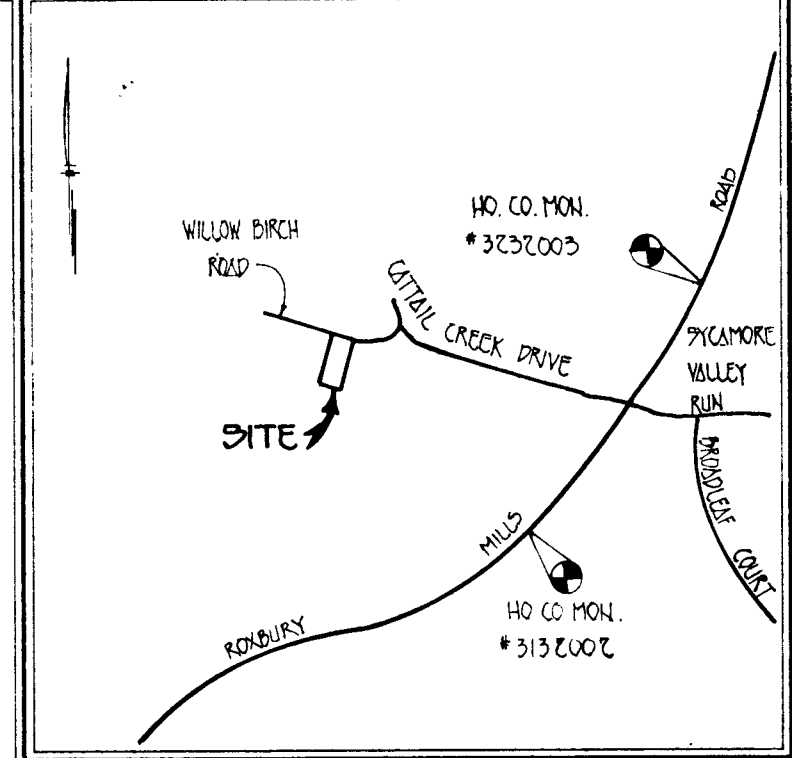 HO. CO. MON.
#3232003
ROAD
WILLOW BIRCH
ROAD
CATTAIL CREEK DRIVE
SYCAMORE
VALLEY
RUN
SITE
BROADLEAF COURT
MILLS
HO CO MON.
#3132002
ROXBURY